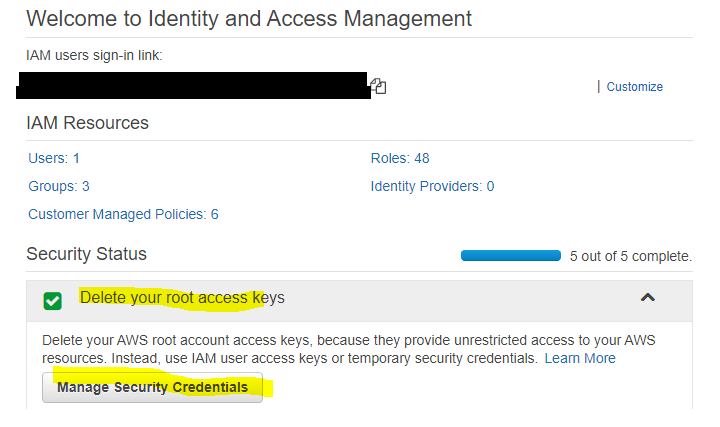 Welcome to Identity and Access Management
IAM users sign-in link:
| Customize
IAM Resources
Users: 1
Roles: 48
Groups: 3
Identity Providers: 0
Customer Managed Policies: 6
Security Status
5 out of 5 complete.
Delete your root access keys
Delete your AWS root account access keys, because they provide unrestricted access to your AWS
resources. Instead, use IAM user access keys or temporary security credentials. Learn More
Manage Security Credentials